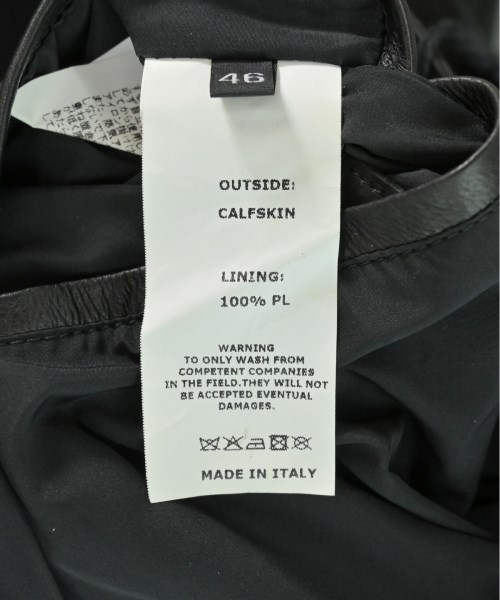 46
OUTSIDE:
CALFSKIN
LINING:
100% PL
WARNING
TO ONLY WASH FROM
COMPETENT COMPANIES
IN THE FIELD.THEY WILL NOT
BE ACCEPTED EVENTUAL
DAMAGES.
MADE IN ITALY